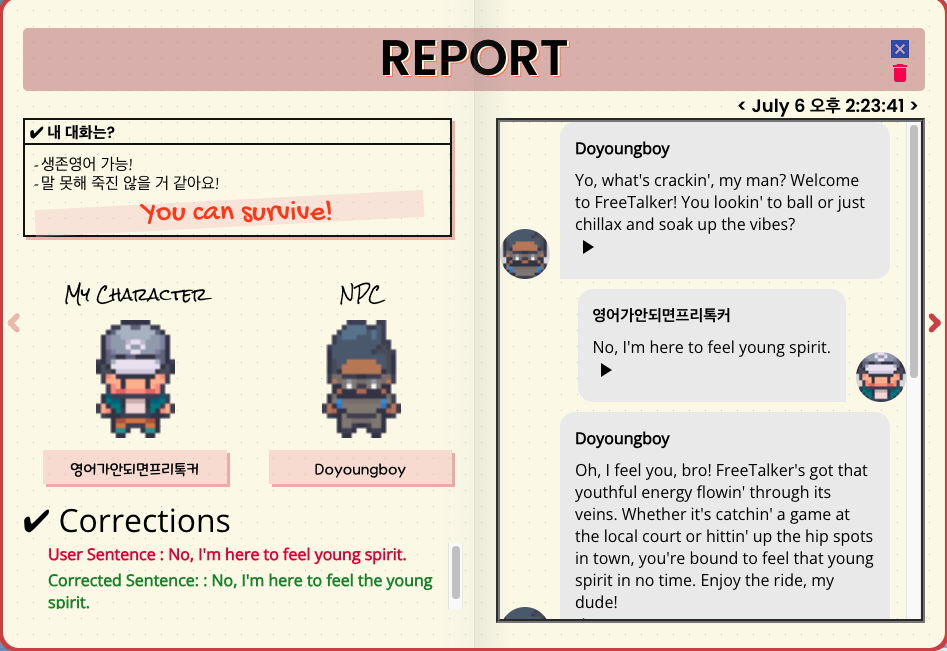 REPORT
< July 6 오후 2:23:41 >
✔ 내 대화는?
- 생존영어 가능!
- 말 못해 죽진 않을 거 같아요!
You can survive!
My Character
NPC
영어가안되면프리톡커
Doyoungboy
✔ Corrections
User Sentence : No, I'm here to feel young spirit.
Corrected Sentence: : No, I'm here to feel the young
spirit.
Doyoungboy
Yo, what's crackin', my man? Welcome
to FreeTalker! You lookin' to ball or just
chillax and soak up the vibes?
영어가안되면프리톡커
No, I'm here to feel young spirit.
Doyoungboy
Oh, I feel you, bro! FreeTalker's got that
youthful energy flowin' through its
veins. Whether it's catchin' a game at
the local court or hittin' up the hip spots
in town, you're bound to feel that young
spirit in no time. Enjoy the ride, my
dude!